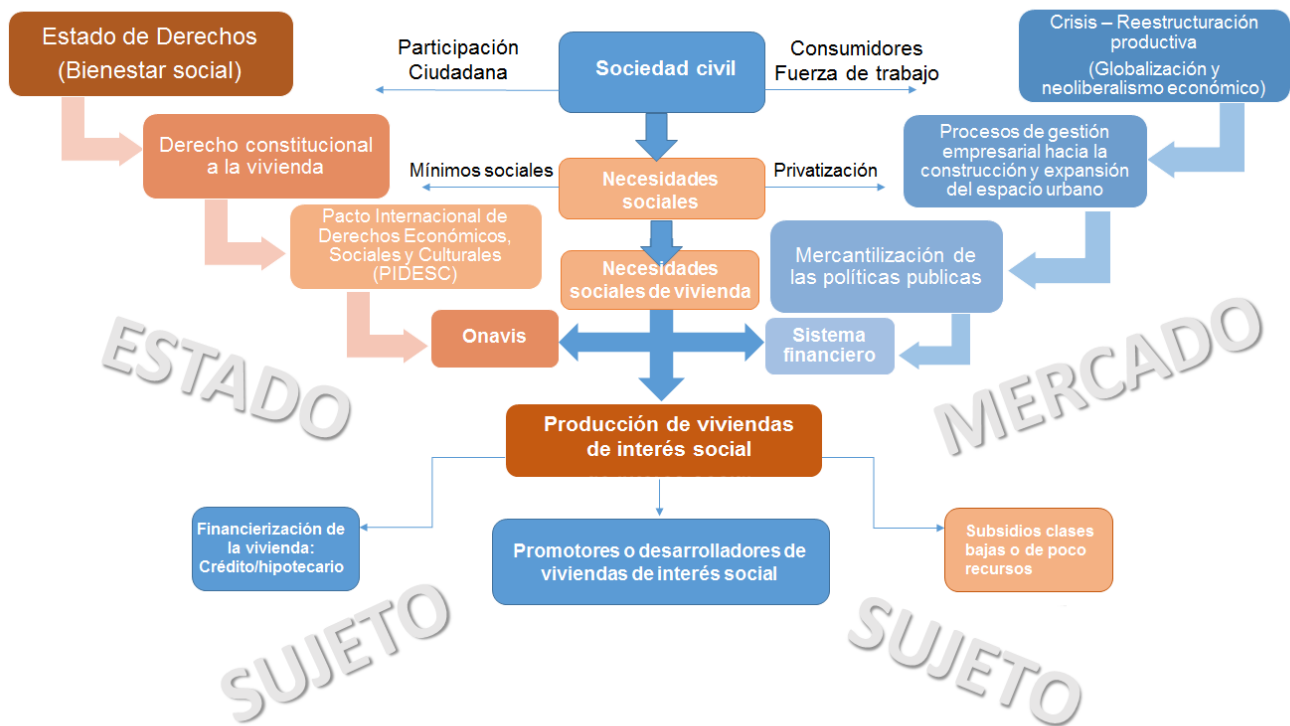 Estado de Derechos
(Bienestar social)
Participación
Ciudadana
Sociedad civil
Consumidores
Fuerza de trabajo
Crisis – Reestructuración
productiva
(Globalización y
neoliberalismo económico)
Derecho constitucional
a la vivienda
Mínimos sociales
Necesidades
sociales
Privatización
Procesos de gestión
empresarial hacia la
construcción y expansión
del espacio urbano
Pacto Internacional de
Derechos Económicos,
Sociales y Culturales
(PIDESC)
Necesidades
sociales de vivienda
Mercantilización de
las políticas publicas
Onavis
Sistema
financiero
ESTADO
MERCADO
Producción de viviendas
de interés social
Financierización de
la vivienda:
Crédito/hipotecario
Promotores o desarrolladores de
viviendas de interés social
Subsidios clases
bajas o de poco
recursos
SUJETO
SUJETO